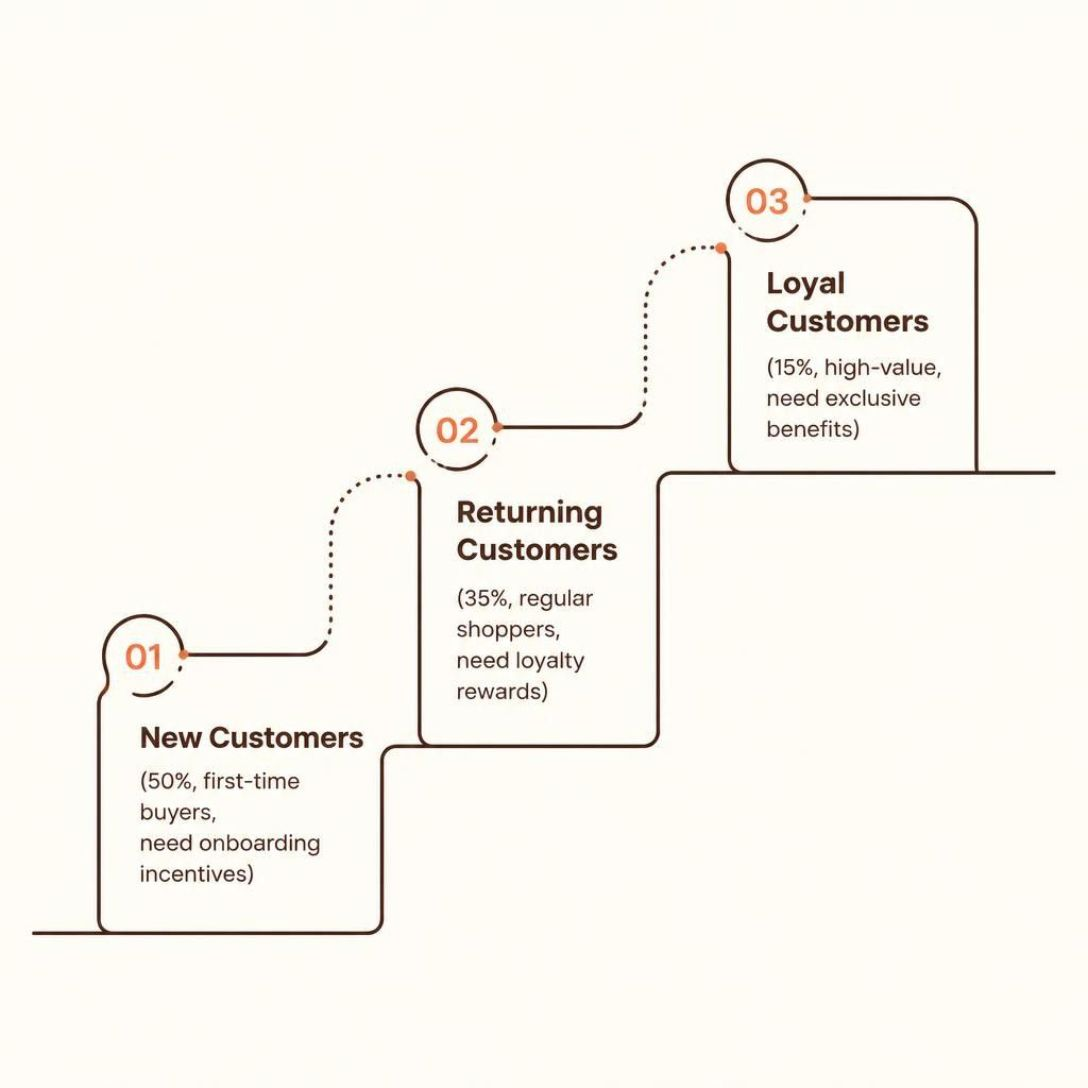 01
New Customers
(50%, first-time
buyers,
need onboarding
incentives)
02
Returning
Customers
(35%, regular
shoppers,
need loyalty
rewards)
03
Loyal
Customers
(15%, high-value,
need exclusive
benefits)